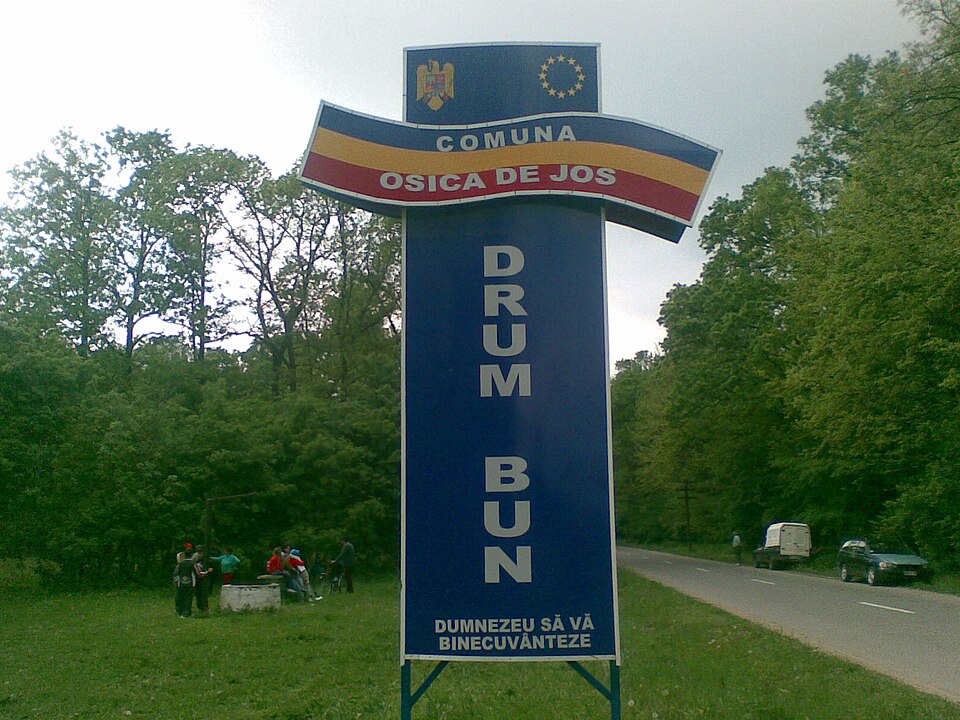 COMUNA
OSICA DE JOS
DRUM
BUN
DUMNEZEU SĂ VĂ
BINECUVÂNTEZE